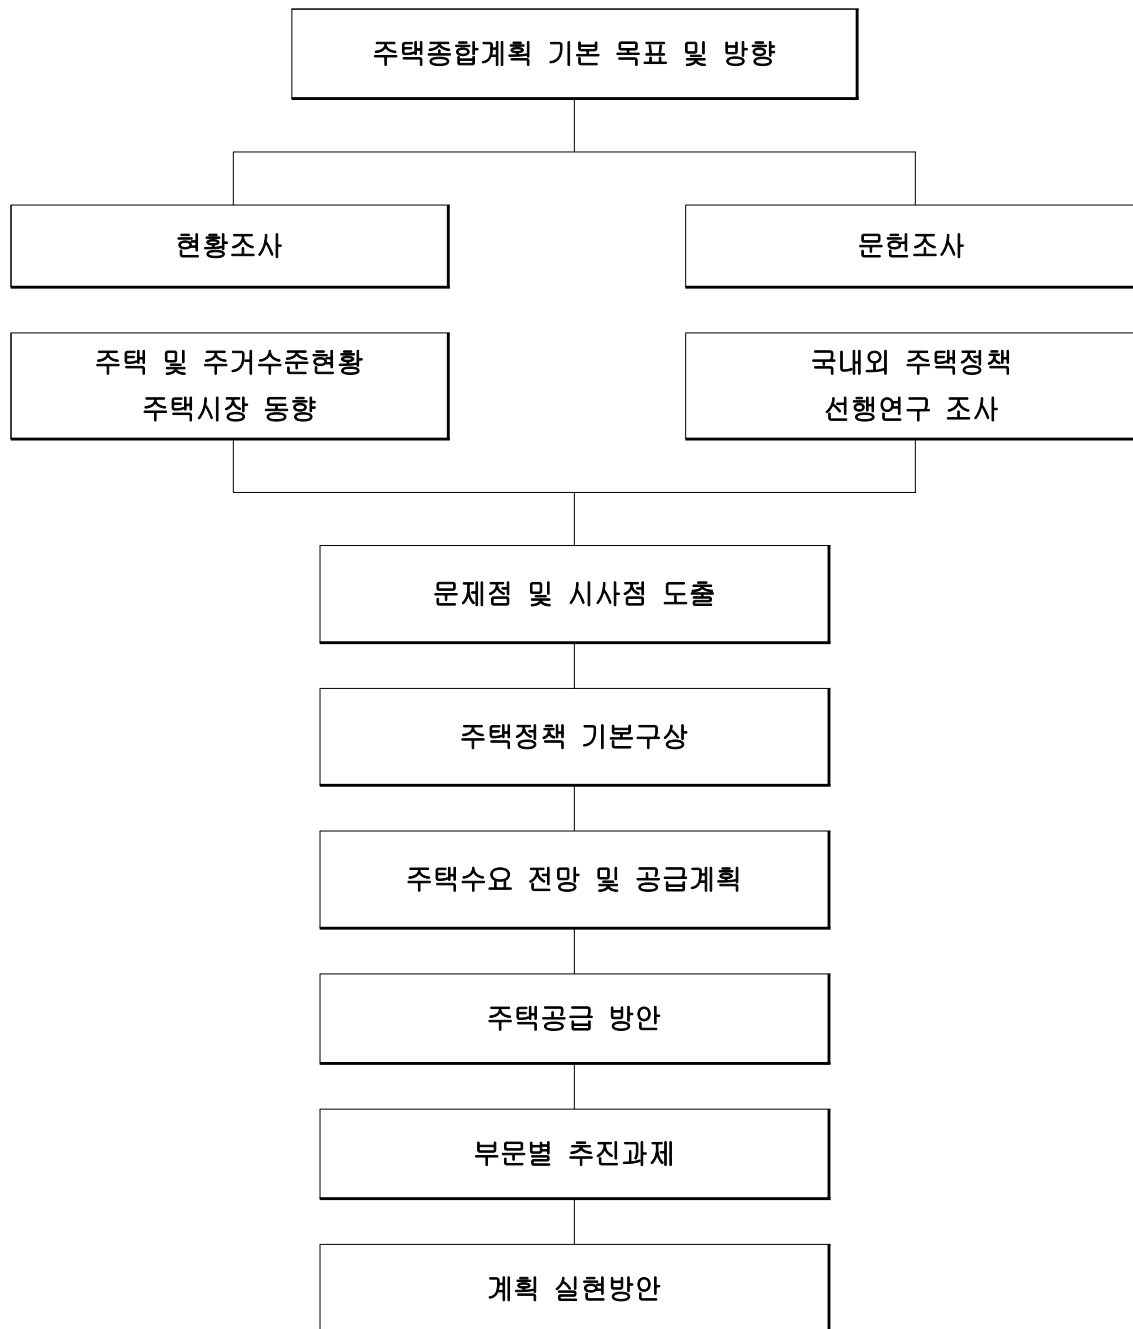 주택종합계획 기본 목표 및 방향
현황조사
문헌조사
주택 및 주거수준현황
주택시장 동향
국내외 주택정책
선행연구 조사
문제점 및 시사점 도출
주택정책 기본구상
주택수요 전망 및 공급계획
주택공급 방안
부문별 추진과제
계획 실현방안